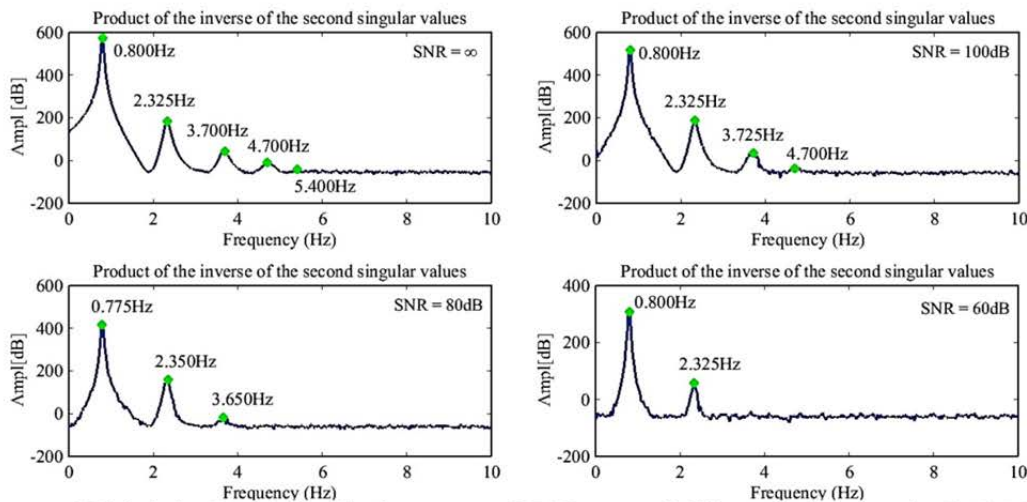 Product of the inverse of the second singular values
600
400
200
0
-200
Ampl [dB]
SNR = ∞
0.800Hz
2.325Hz
3.700Hz
4.700Hz
5.400Hz
0 2 4 6 8 10
Frequency (Hz)
Product of the inverse of the second singular values
600
400
200
0
-200
Ampl [dB]
SNR = 100dB
0.800Hz
2.325Hz
3.725Hz
4.700Hz
0 2 4 6 8 10
Frequency (Hz)
Product of the inverse of the second singular values
600
400
200
0
-200
Ampl[dB]
SNR = 80dB
0.775Hz
2.350Hz
3.650Hz
0 2 4 6 8 10
Product of the inverse of the second singular values
400
200
0
-200
Ampl[dB]
SNR = 60dB
0.800Hz
2.325Hz
0 2 4 6 8 10